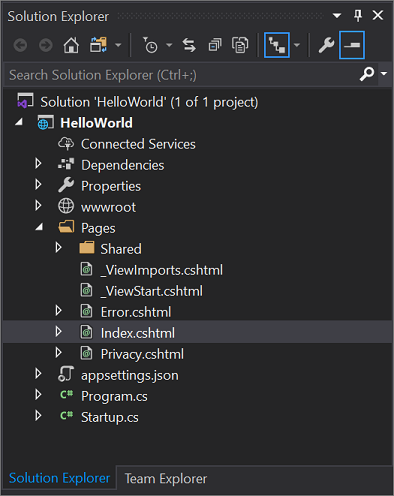 Solution Explorer
Search Solution Explorer (Ctrl+;)
Solution 'HelloWorld' (1 of 1 project)
HelloWorld
Connected Services
Dependencies
Properties
wwwroot
Pages
Shared
_ViewImports.cshtml
_ViewStart.cshtml
Error.cshtml
Index.cshtml
Privacy.cshtml
appsettings.json
C# Program.cs
C# Startup.cs
Solution Explorer Team Explorer